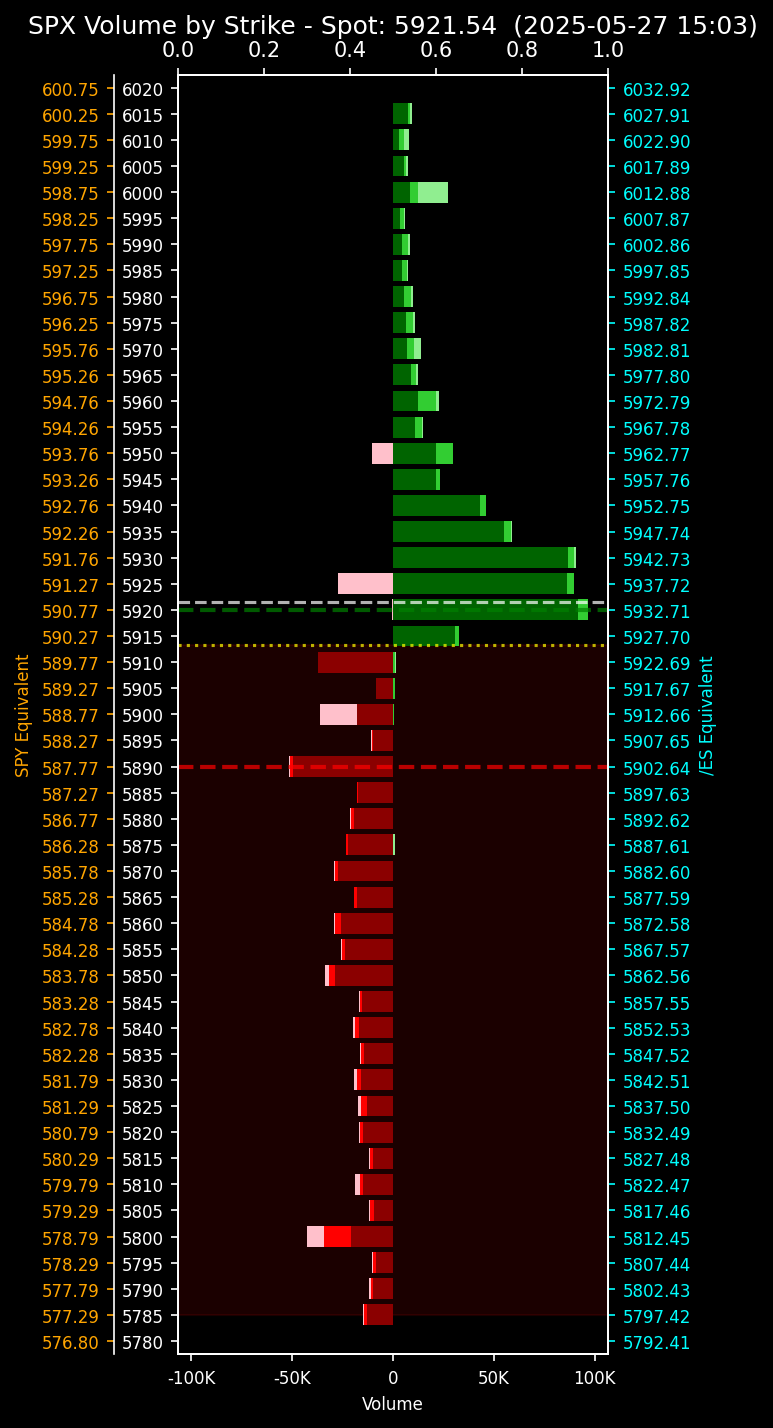 SPX Volume by Strike - Spot: 5921.54  (2025-05-27 15:03)
0.0 0.2 0.4 0.6 0.8 1.0
600.75 6020 6032.92
600.25 6015 6027.91
599.75 6010 6022.90
599.25 6005 6017.89
598.75 6000 6012.88
598.25 5995 6007.87
597.75 5990 6002.86
597.25 5985 5997.85
596.75 5980 5992.84
596.25 5975 5987.82
595.76 5970 5982.81
595.26 5965 5977.80
594.76 5960 5972.79
594.26 5955 5967.78
593.76 5950 5962.77
593.26 5945 5957.76
592.76 5940 5952.75
592.26 5935 5947.74
591.76 5930 5942.73
591.27 5925 5937.72
590.77 5920 5932.71
590.27 5915 5927.70
589.77 5910 5922.69
589.27 5905 5917.67
588.77 5900 5912.66
588.27 5895 5907.65
587.77 5890 5902.64
587.27 5885 5897.63
586.77 5880 5892.62
586.28 5875 5887.61
585.78 5870 5882.60
585.28 5865 5877.59
584.78 5860 5872.58
584.28 5855 5867.57
583.78 5850 5862.56
583.28 5845 5857.55
582.78 5840 5852.53
582.28 5835 5847.52
581.79 5830 5842.51
581.29 5825 5837.50
580.79 5820 5832.49
580.29 5815 5827.48
579.79 5810 5822.47
579.29 5805 5817.46
578.79 5800 5812.45
578.29 5795 5807.44
577.79 5790 5802.43
577.29 5785 5797.42
576.80 5780 5792.41
SPY Equivalent
/ES Equivalent
-100K -50K 0 50K 100K
Volume